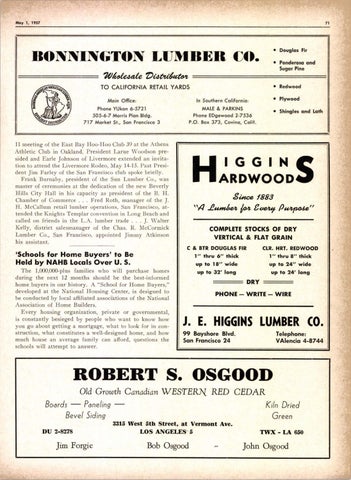 May 1, 1957
71
BONNINGTON LUMBER CO.
Wholesale Distributor
TO CALIFORNIA RETAIL YARDS
Main Office:
Phone YUkon 6-5721
305-6-7 Morris Plan Bldg.
717 Market St., San Francisco 3
In Southern California:
MALE & PARKINS
Phone EDgewood 2-7536
P.O. Box 373, Covina, Calif.
• Douglas Fir
• Ponderosa and
Sugar Pine
• Redwood
• Plywood
• Shingles and Lath
11 meeting of the East Bay Hoo-Hoo Club 39 at the Athens
Athletic Club in Oakland. President Larue Woodson pre-
sided and Earle Johnson of Livermore extended an invita-
tion to attend the Livermore Rodeo, May 14-15. Past Pres-
ident Jim Farley of the San Francisco club spoke briefly.
Frank Barnaby, president of the Sun Lumber Co., was
master of ceremonies at the dedication of the new Beverly
Hills City Hall in his capacity as president of the B. H.
Chamber of Commerce . . . Fred Roth, manager of the J.
H. McCallum retail lumber operations, San Francisco, at-
tended the Knights Templar convention in Long Beach and
called on friends in the L.A. lumber trade . . . J. Walter
Kelly, district salesmanager of the Chas. R. McCormick
Lumber Co., San Francisco, appointed Jimmy Atkinson
his assistant.
'Schools for Home Buyers' to Be
Held by NAHB Locals Over U. S.
The 1,000,000-plus families who will purchase homes
during the next 12 months should be the best-informed
home buyers in our history. A "School for Home Buyers,"
developed at the National Housing Center, is designed to
be conducted by local affiliated associations of the National
Association of Home Builders.
Every housing organization, private or governmental,
is constantly besieged by people who want to know how
you go about getting a mortgage, what to look for in con-
struction, what constitutes a well-designed home, and how
much house an average family can afford, questions the
schools will attempt to answer.
HIGGINS
HARDWOODS
Since 1883
"A Lumber for Every Purpose"
COMPLETE STOCKS OF DRY
VERTICAL & FLAT GRAIN
C & BTR DOUGLAS FIR
1" thru 6" thick
up to 18" wide
up to 32' long
CLR. HRT. REDWOOD
1" thru 8" thick
up to 24" wide
up to 24' long
DRY
PHONE — WRITE — WIRE
J. E. HIGGINS LUMBER CO.
99 Bayshore Blvd.
San Francisco 24
Telephone:
VAlencia 4-8744
ROBERT S. OSGOOD
Old Growth Canadian WESTERN RED CEDAR
Boards — Paneling —
Bevel Siding
Kiln Dried
Green
3315 West 5th Street, at Vermont Ave.
DU 2-8278 LOS ANGELES 5 TWX - LA 650
Jim Forgie Bob Osgood - John Osgood